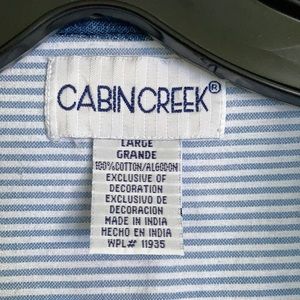 CABIN CREEK®
LARGE
GRANDE
100%COTTON/ALGODON
EXCLUSIVE OF
DECORATION
EXCLUSIVO DE
DECORACION
MADE IN INDIA
HECHO EN INDIA
WPL# 11935